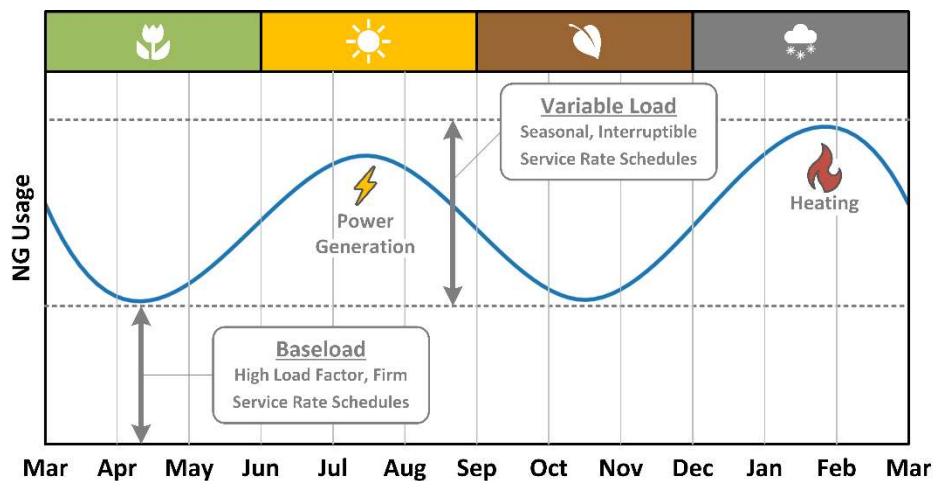 Variable Load
Seasonal, Interruptible
Service Rate Schedules
Power
Generation
Heating
NG Usage
Baseload
High Load Factor, Firm
Service Rate Schedules
Mar Apr May Jun Jul Aug Sep Oct Nov Dec Jan Feb Mar